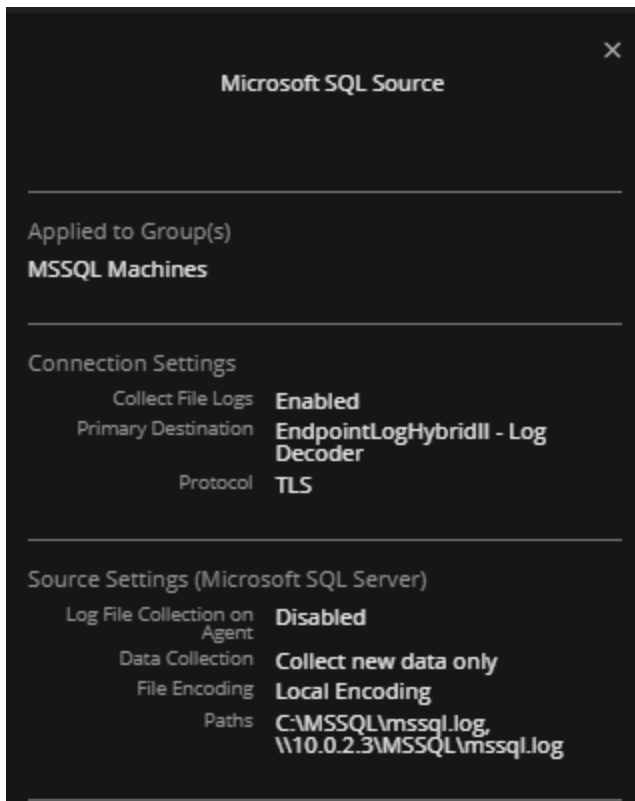 Microsoft SQL Source
Applied to Group(s)
MSSQL Machines
Connection Settings
Collect File Logs Enabled
Primary Destination EndpointLogHybridII - Log
Decoder
Protocol TLS
Source Settings (Microsoft SQL Server)
Log File Collection on
Agent Disabled
Data Collection Collect new data only
File Encoding Local Encoding
Paths C:\MSSQL\mssql.log,
\\10.0.2.3\MSSQL\mssql.log